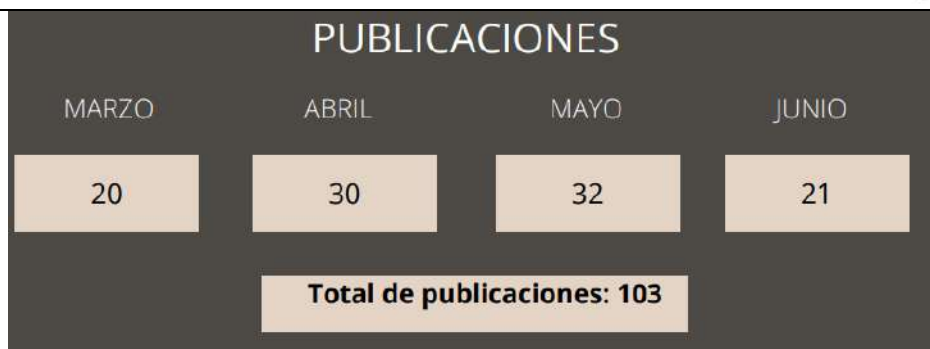 PUBLICACIONES
MARZO ABRIL MAYO JUNIO
20 30 32 21
Total de publicaciones: 103